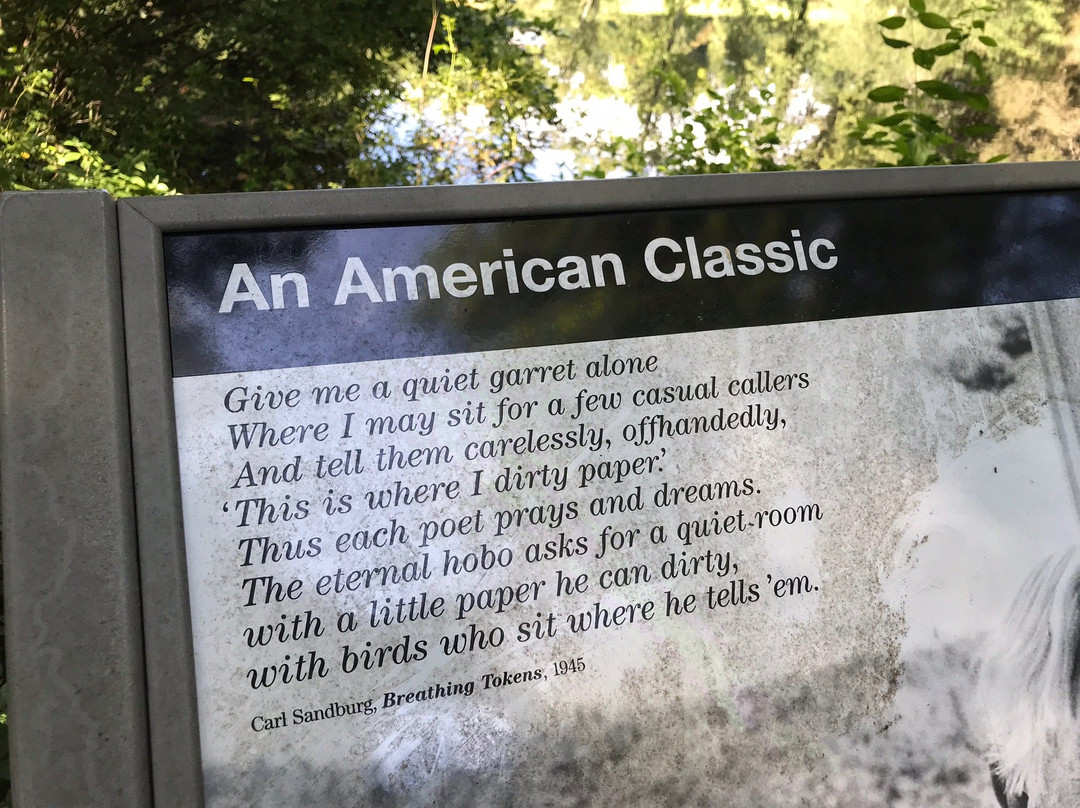 An American Classic
Give me a quiet garret alone
Where I may sit for a few casual callers
And tell them carelessly, offhandedly,
‘This is where I dirty paper.’
Thus each poet prays and dreams.
The eternal hobo asks for a quiet room
with a little paper he can dirty,
with birds who sit where he tells ’em.
Carl Sandburg, Breathing Tokens, 1945